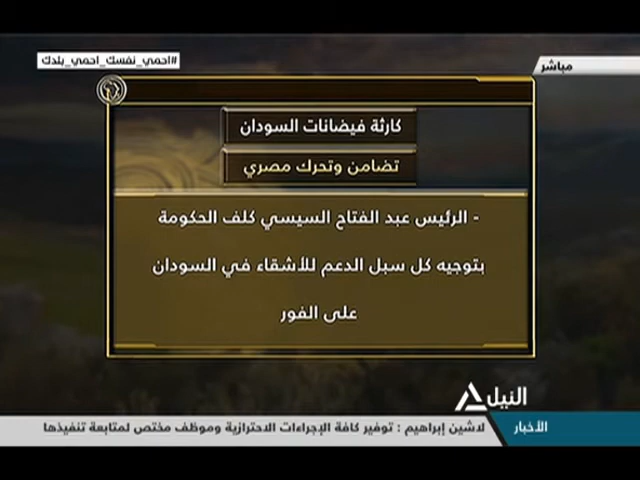 #احمي_نفسك_احمي_بلدك
مباشر
كارثة فيضانات السودان
تضامن وتحرك مصري
- الرئيس عبد الفتاح السيسي كلف الحكومة
بتوجيه كل سبل الدعم للأشقاء في السودان
على الفور
النيل
الأخبار
لاشين إبراهيم : توفير كافة الإجراءات الاحترازية وموظف مختص لمتابعة تنفيذها